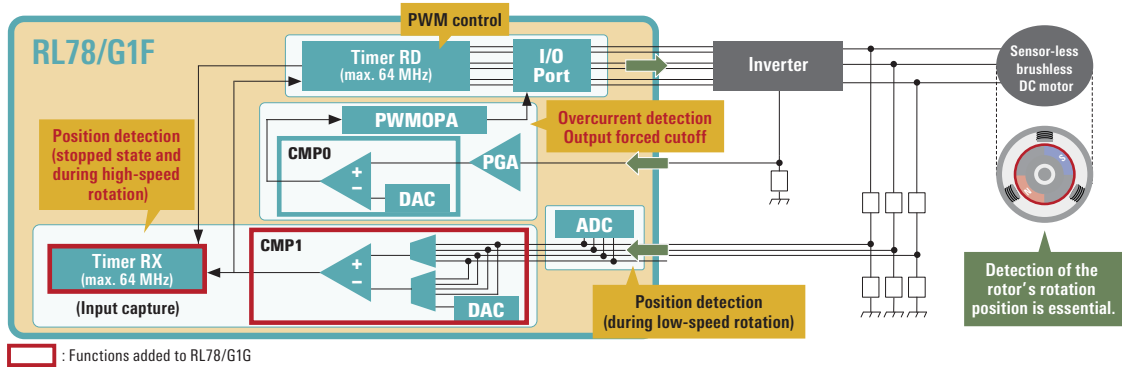 PWM control
RL78/G1F
Timer RD
(max. 64 MHz)
I/O
Port
Inverter
Sensor-less
brushless
DC motor
Position detection
(stopped state and
during high-speed
rotation)
PWMOPA
Overcurrent detection
Output forced cutoff
CMP0
+
−
DAC
PGA
S
N
Timer RX
(max. 64 MHz)
(Input capture)
CMP1
+
−
DAC
ADC
Position detection
(during low-speed rotation)
Detection of the
rotor's rotation
position is essential.
: Functions added to RL78/G1G